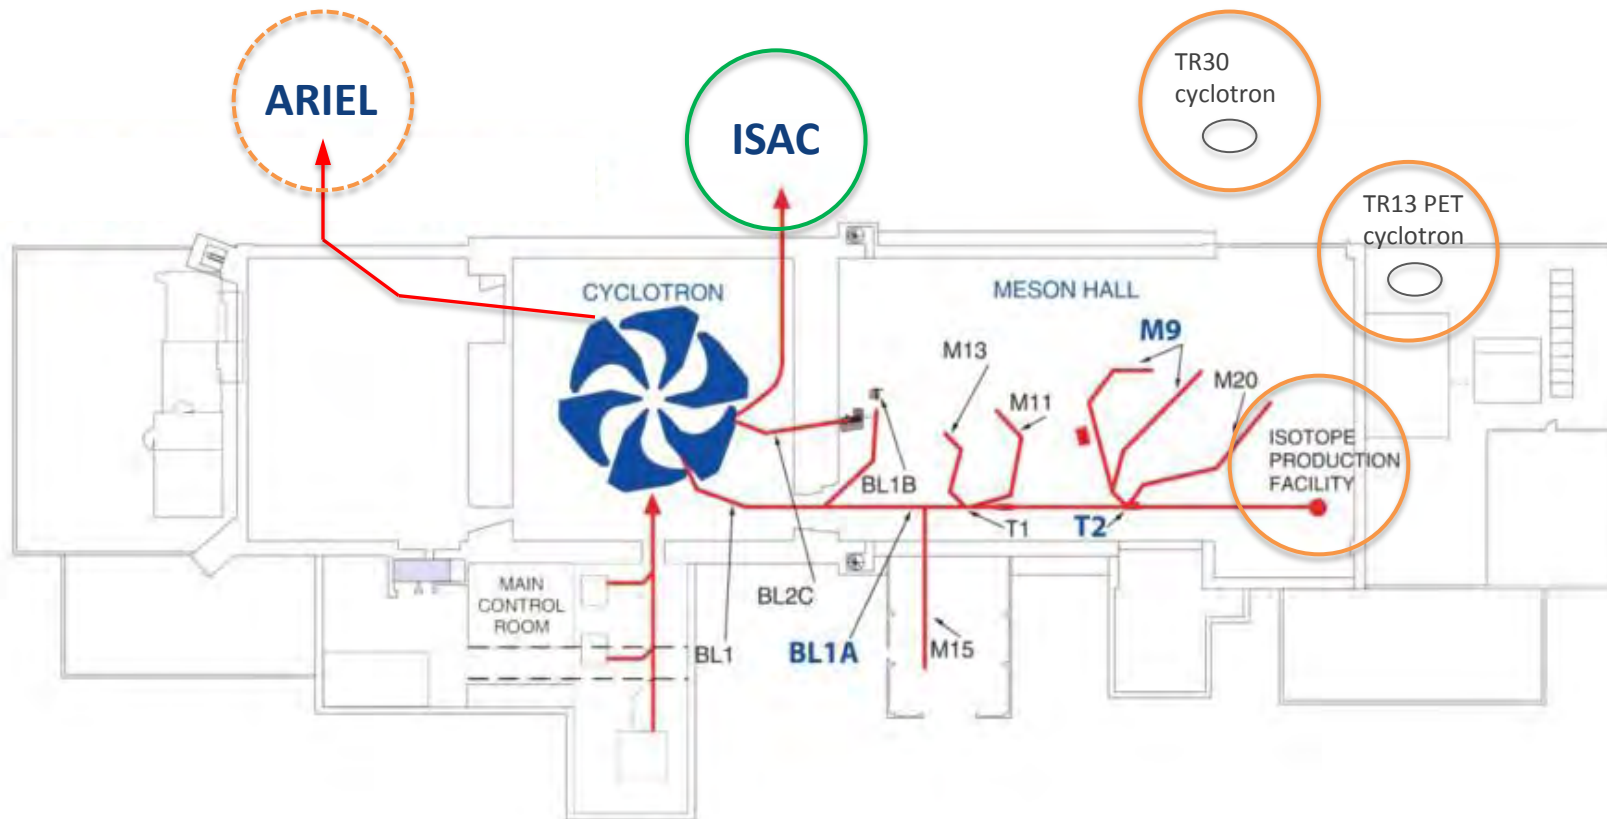 ARIEL
ISAC
TR30
cyclotron
TR13 PET
cyclotron
CYCLOTRON
MESON HALL
M9
M13
M20
M11
ISOTOPE
PRODUCTION
FACILITY
BL1B
T1
T2
MAIN
CONTROL
ROOM
BL2C
BL1
BL1A
M15